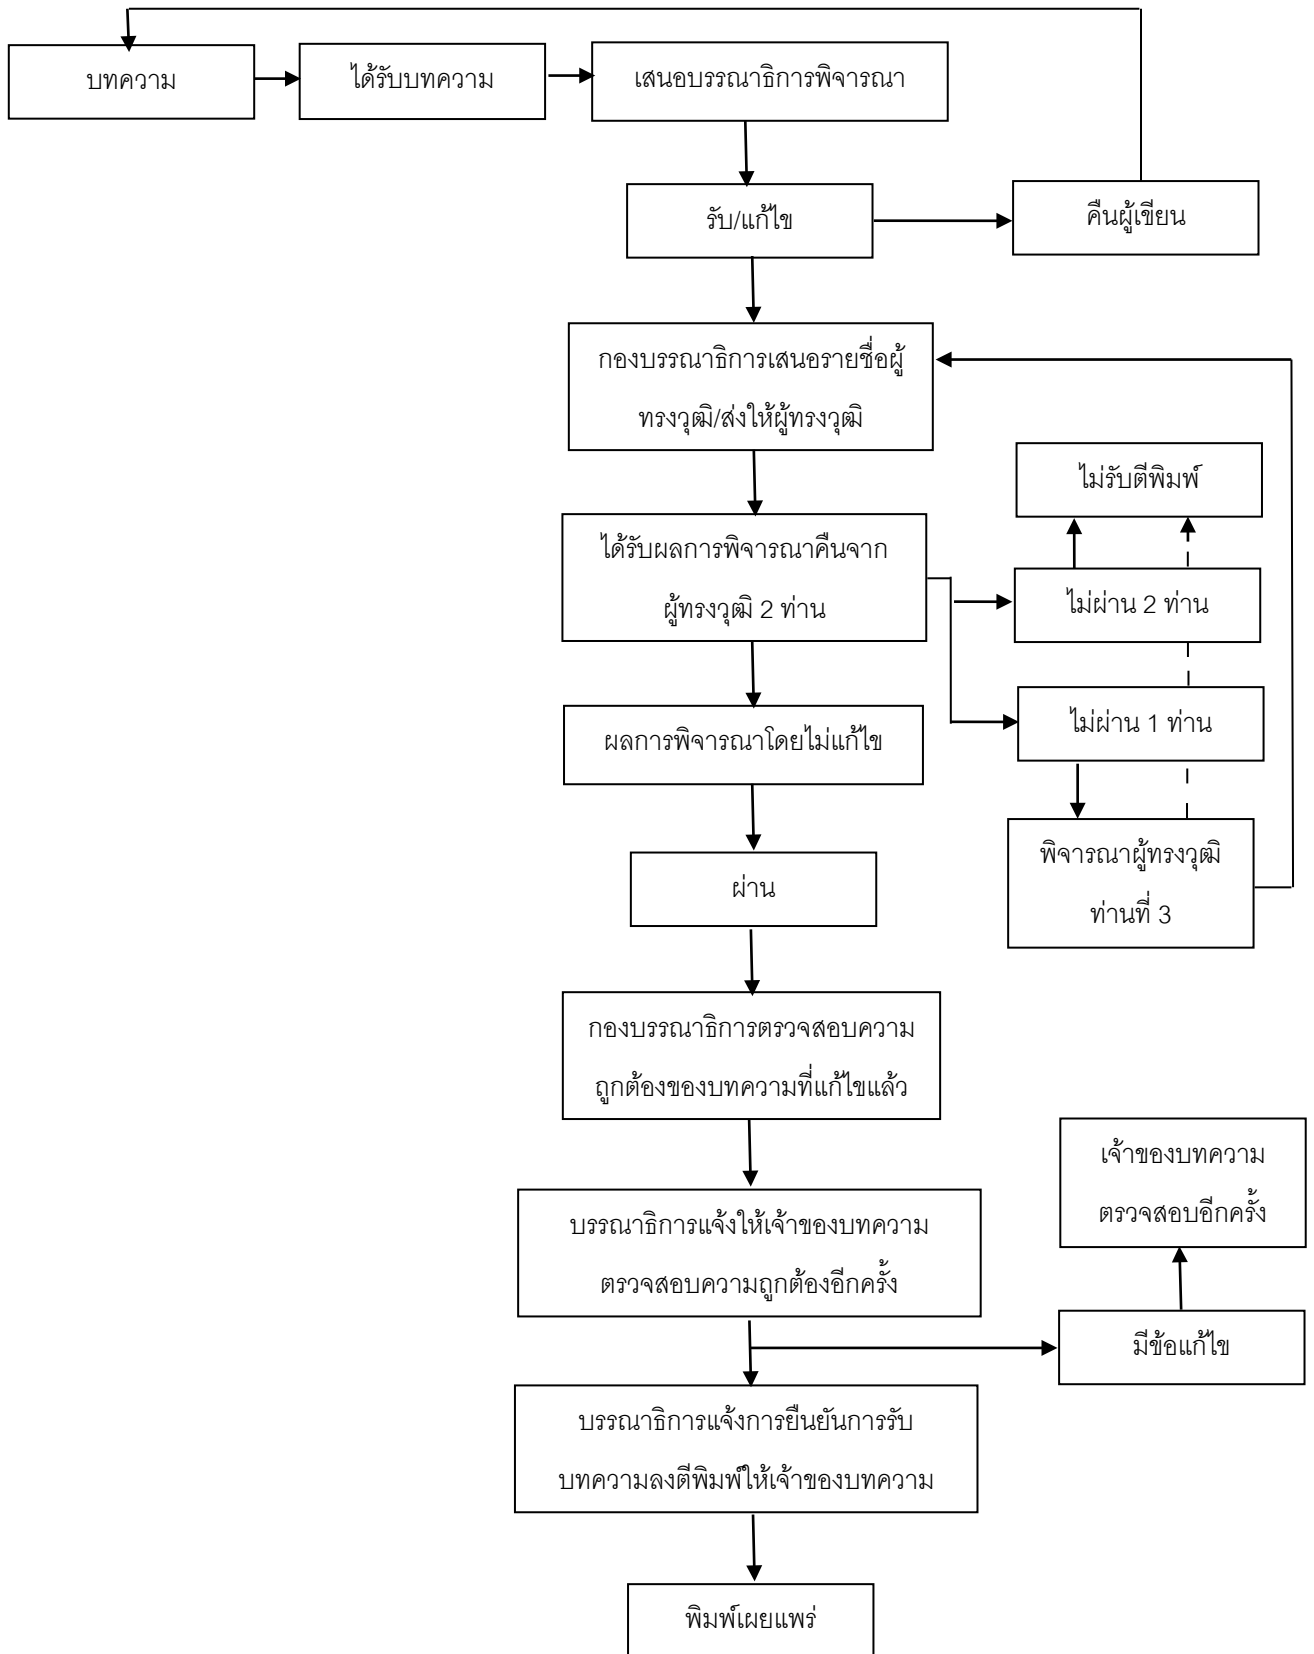 บทความ
ได้รับบทความ
เสนอบรรณาธิการพิจารณา
รับ/แก้ไข
คืนผู้เขียน
กองบรรณาธิการเสนอรายชื่อผู้
ทรงวุฒิ/ส่งให้ผู้ทรงวุฒิ
ไม่รับตีพิมพ์
ได้รับผลการพิจารณาคืนจาก
ผู้ทรงวุฒิ 2 ท่าน
ไม่ผ่าน 2 ท่าน
ไม่ผ่าน 1 ท่าน
ผลการพิจารณาโดยไม่แก้ไข
พิจารณาผู้ทรงวุฒิ
ท่านที่ 3
ผ่าน
กองบรรณาธิการตรวจสอบความ
ถูกต้องของบทความที่แก้ไขแล้ว
เจ้าของบทความ
ตรวจสอบอีกครั้ง
บรรณาธิการแจ้งให้เจ้าของบทความ
ตรวจสอบความถูกต้องอีกครั้ง
มีข้อแก้ไข
บรรณาธิการแจ้งการยืนยันการรับ
บทความลงตีพิมพ์ให้เจ้าของบทความ
พิมพ์เผยแพร่